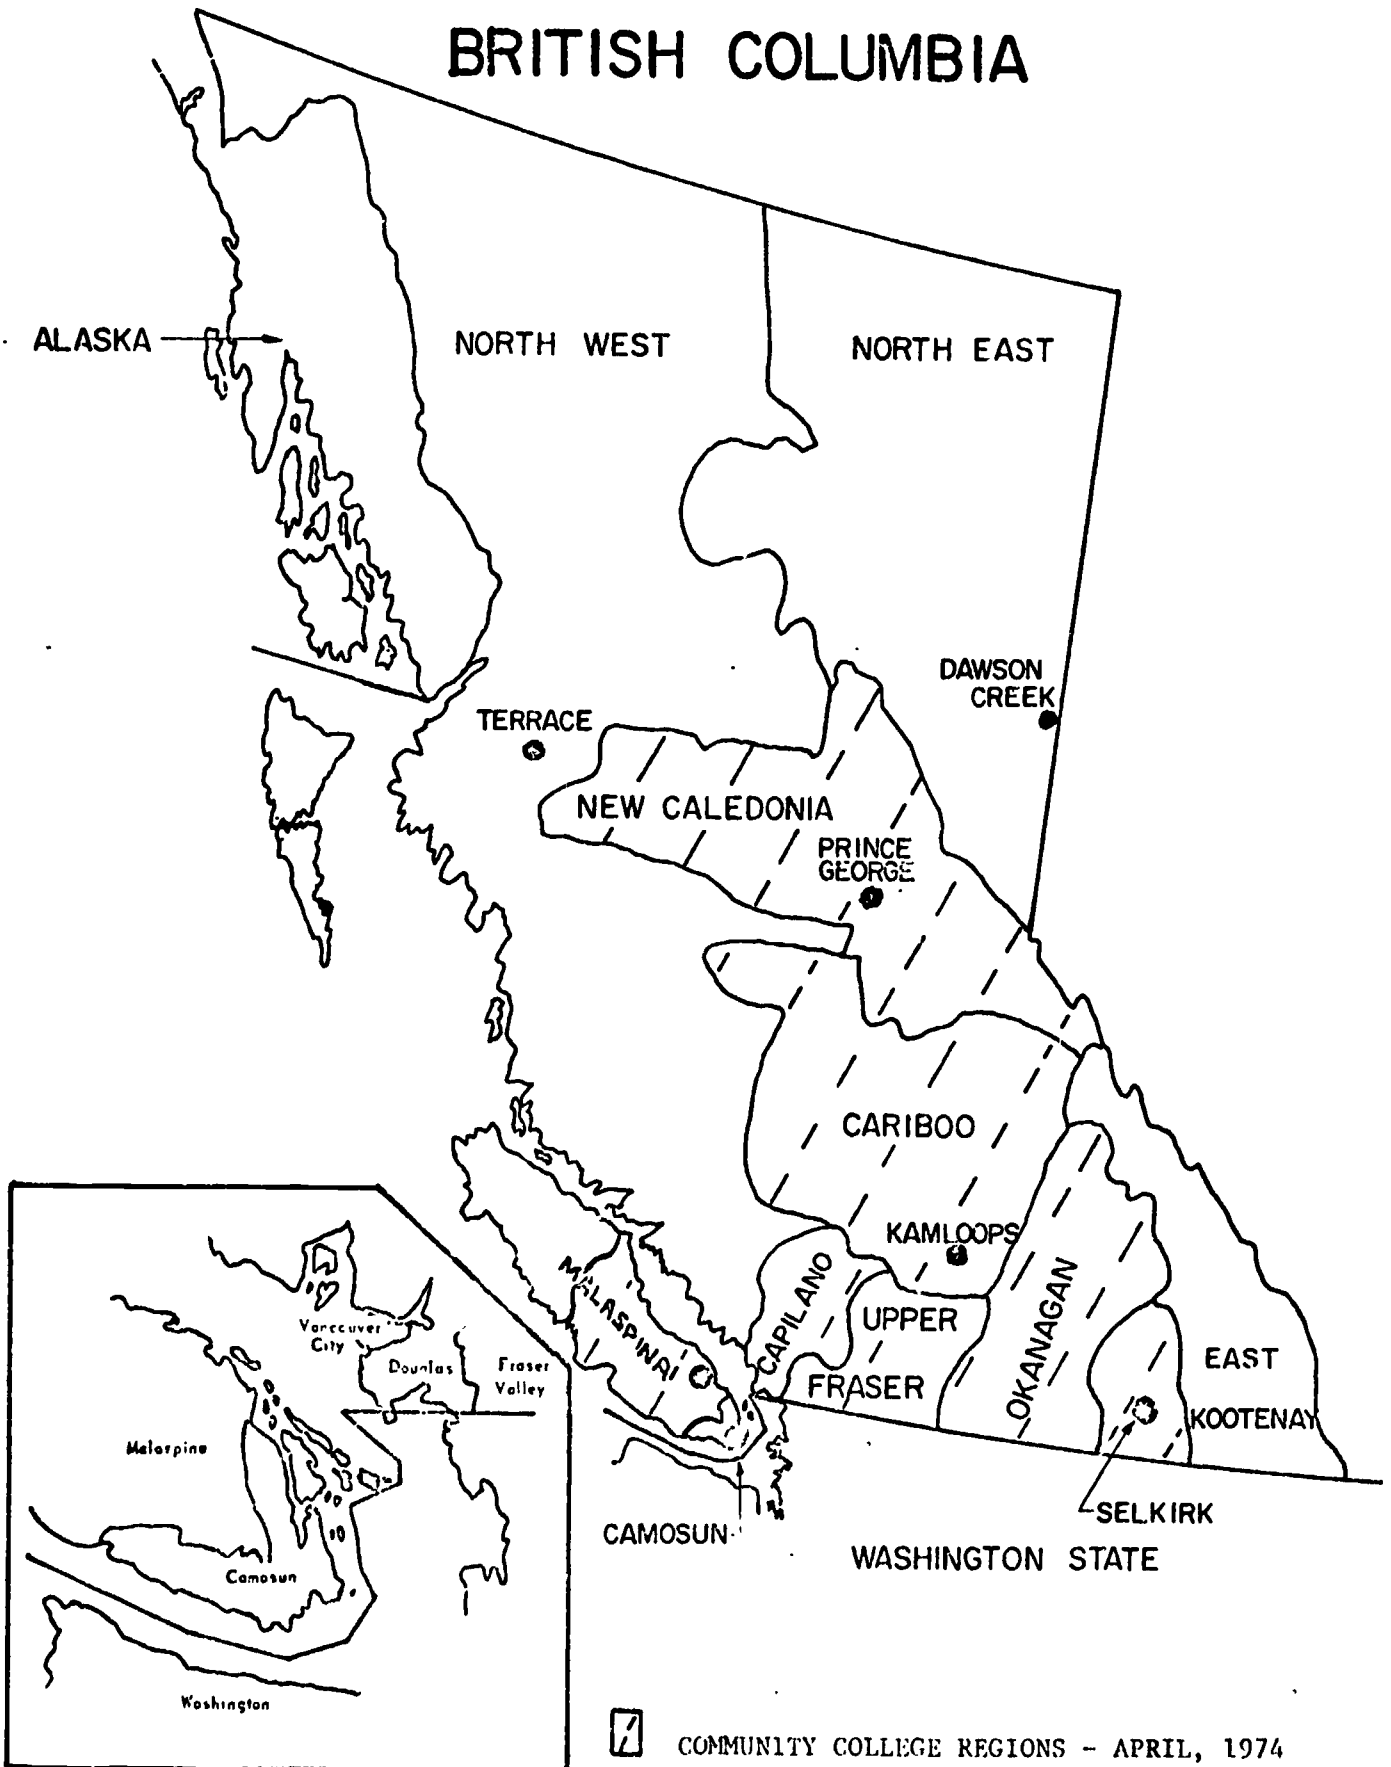 BRITISH COLUMBIA
ALASKA
NORTH WEST
NORTH EAST
DAWSON
CREEK
TERRACE
NEW CALEDONIA
PRINCE
GEORGE
CARIBOO
KAMLOOPS
MALASPINA
CAPILANO
UPPER
FRASER
OKANAGAN
EAST
KOOTENAY
SELKIRK
CAMOSUN
WASHINGTON STATE
Vancouver
City
Douglas
Fraser
Valley
Malaspina
Camosun
Washington
COMMUNITY COLLEGE REGIONS - APRIL, 1974